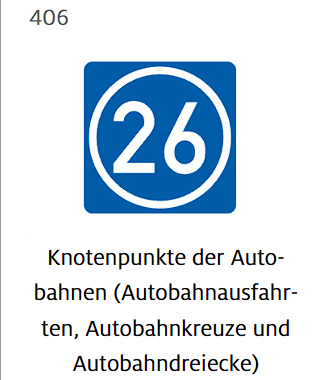 406
26
Knotenpunkte der Auto-
bahnen (Autobahnausfahr-
ten, Autobahnkreuze und
Autobahndreiecke)